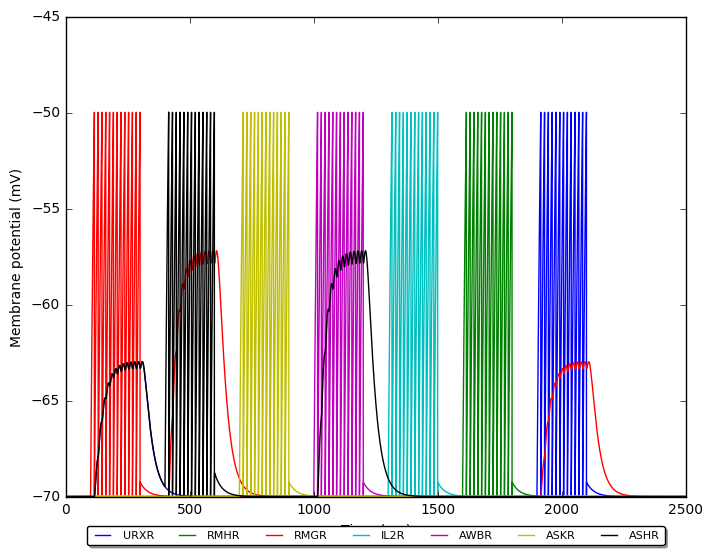 −45
−50
−55
−60
−65
−70
Membrane potential (mV)
0
500
1000
1500
2000
2500
URXR
RMHR
RMGR
IL2R
AWBR
ASKR
ASHR